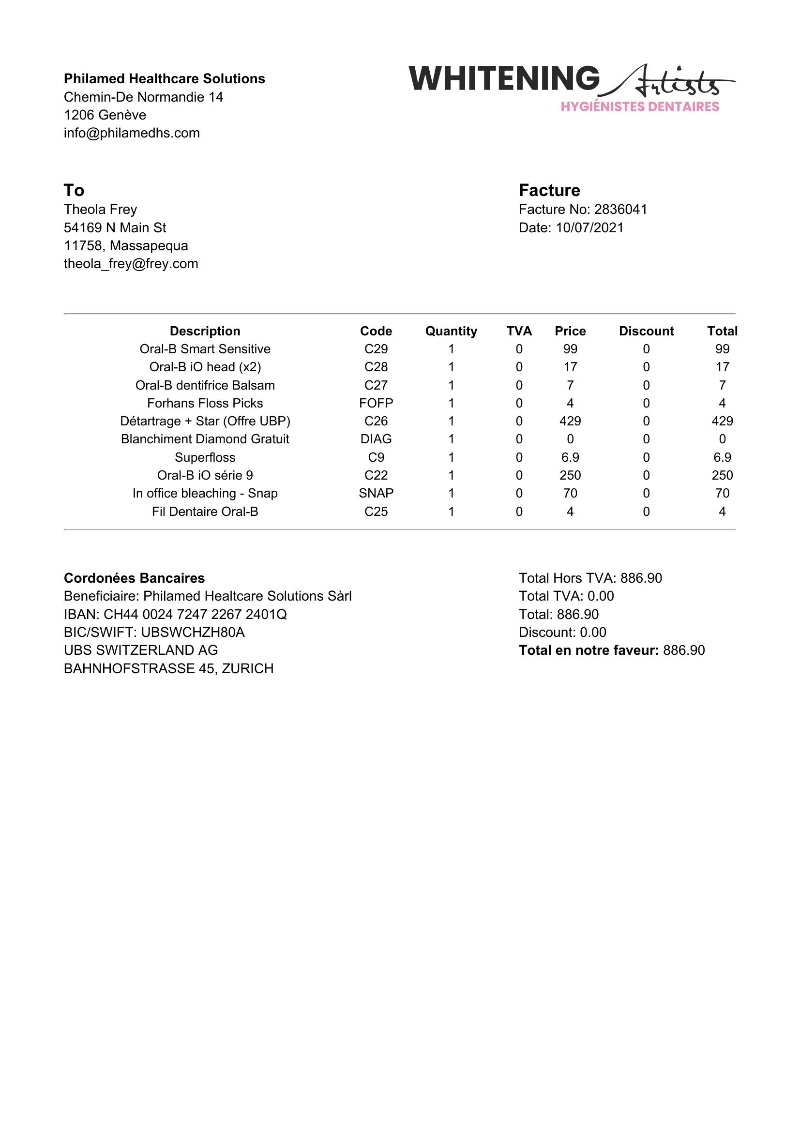 Philamed Healthcare Solutions
Chemin-De Normandie 14
1206 Genève
info@philamedhs.com
WHITENING Artists
HYGIÉNISTES DENTAIRES
To
Theola Frey
54169 N Main St
11758, Massapequa
theola_frey@frey.com
Facture
Facture No: 2836041
Date: 10/07/2021
Description Code Quantity TVA Price Discount Total
Oral-B Smart Sensitive C29 1 0 99 0 99
Oral-B iO head (x2) C28 1 0 17 0 17
Oral-B dentifrice Balsam C27 1 0 7 0 7
Forhans Floss Picks FOFP 1 0 4 0 4
Détartrage + Star (Offre UBP) C26 1 0 429 0 429
Blanchiment Diamond Gratuit DIAG 1 0 0 0 0
Superfloss C9 1 0 6.9 0 6.9
Oral-B iO série 9 C22 1 0 250 0 250
In office bleaching - Snap SNAP 1 0 70 0 70
Fil Dentaire Oral-B C25 1 0 4 0 4
Cordonées Bancaires
Beneficiaire: Philamed Healtcare Solutions Sàrl
IBAN: CH44 0024 7247 2267 2401Q
BIC/SWIFT: UBSWCHZH80A
UBS SWITZERLAND AG
BAHNHOFSTRASSE 45, ZURICH
Total Hors TVA: 886.90
Total TVA: 0.00
Total: 886.90
Discount: 0.00
Total en notre faveur: 886.90